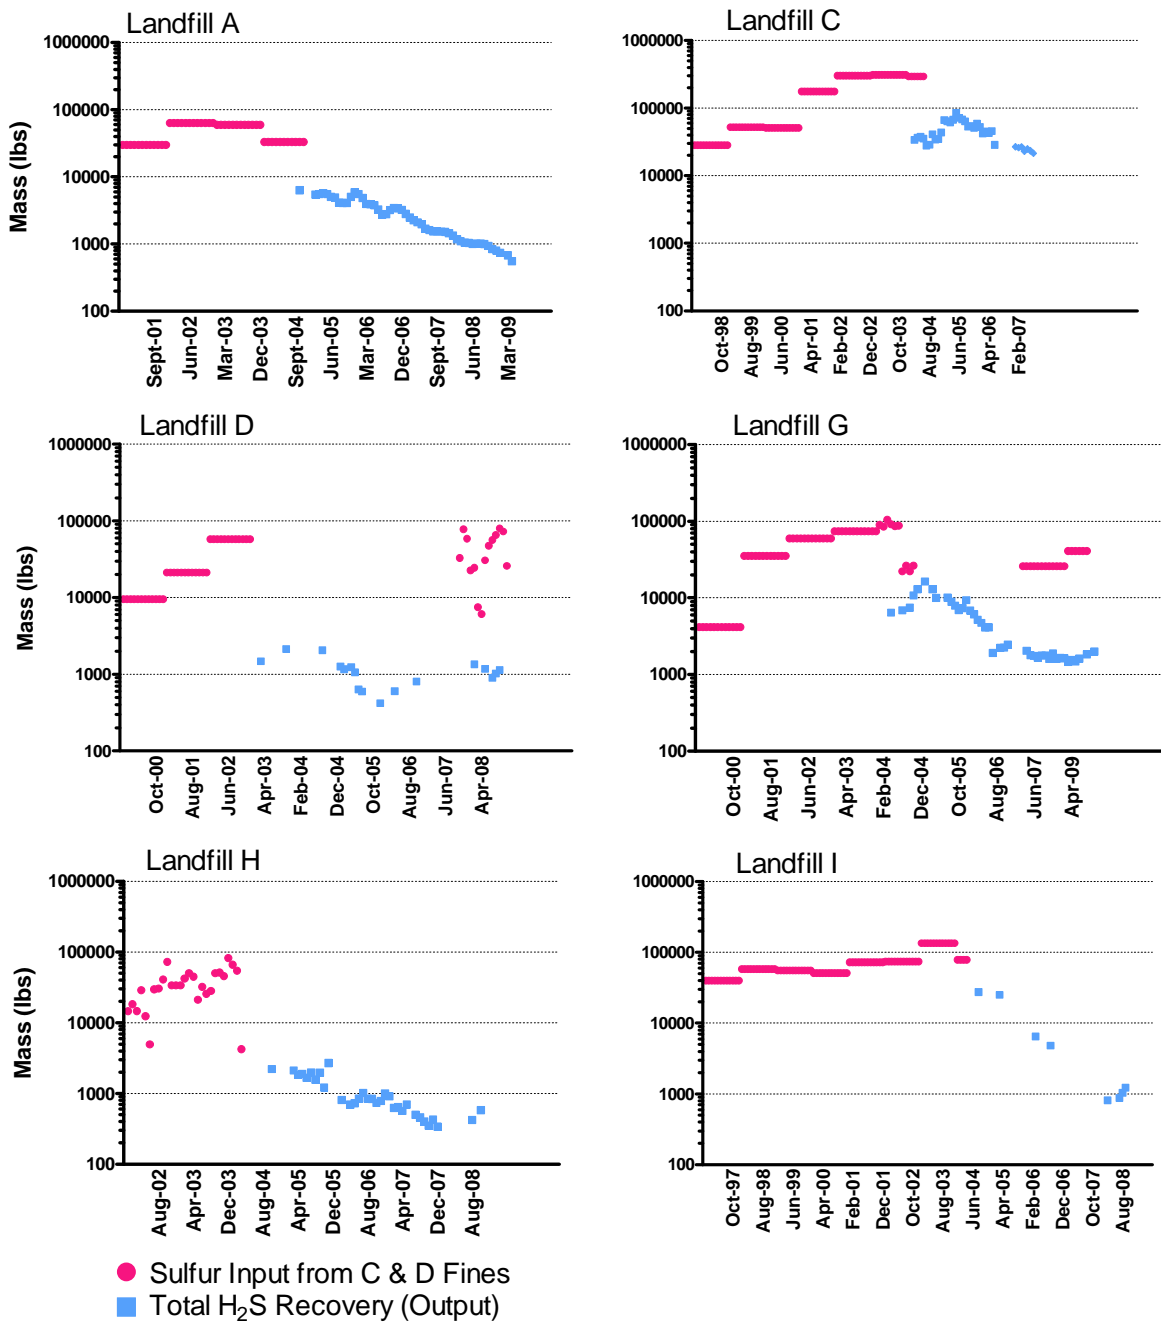 Landfill A
1000000
100000
10000
1000
100
Mass (lbs)
Sept-01
Jun-02
Mar-03
Dec-03
Sept-04
Jun-05
Mar-06
Dec-06
Sept-07
Jun-08
Mar-09
Landfill C
1000000
100000
10000
1000
100
Oct-98
Aug-99
Jun-00
Apr-01
Feb-02
Dec-02
Oct-03
Aug-04
Jun-05
Apr-06
Feb-07
Landfill D
1000000
100000
10000
1000
100
Mass (lbs)
Oct-00
Aug-01
Jun-02
Apr-03
Feb-04
Dec-04
Oct-05
Aug-06
Jun-07
Apr-08
Landfill G
1000000
100000
10000
1000
100
Oct-00
Aug-01
Jun-02
Apr-03
Feb-04
Dec-04
Oct-05
Aug-06
Jun-07
Apr-09
Landfill H
1000000
100000
10000
1000
100
Mass (lbs)
Aug-02
Apr-03
Dec-03
Aug-04
Apr-05
Dec-05
Aug-06
Apr-07
Dec-07
Aug-08
Landfill I
1000000
100000
10000
1000
100
Oct-97
Aug-98
Jun-99
Apr-00
Feb-01
Dec-01
Oct-02
Aug-03
Jun-04
Apr-05
Feb-06
Dec-06
Oct-07
Aug-08
Sulfur Input from C & D Fines
Total H₂S Recovery (Output)